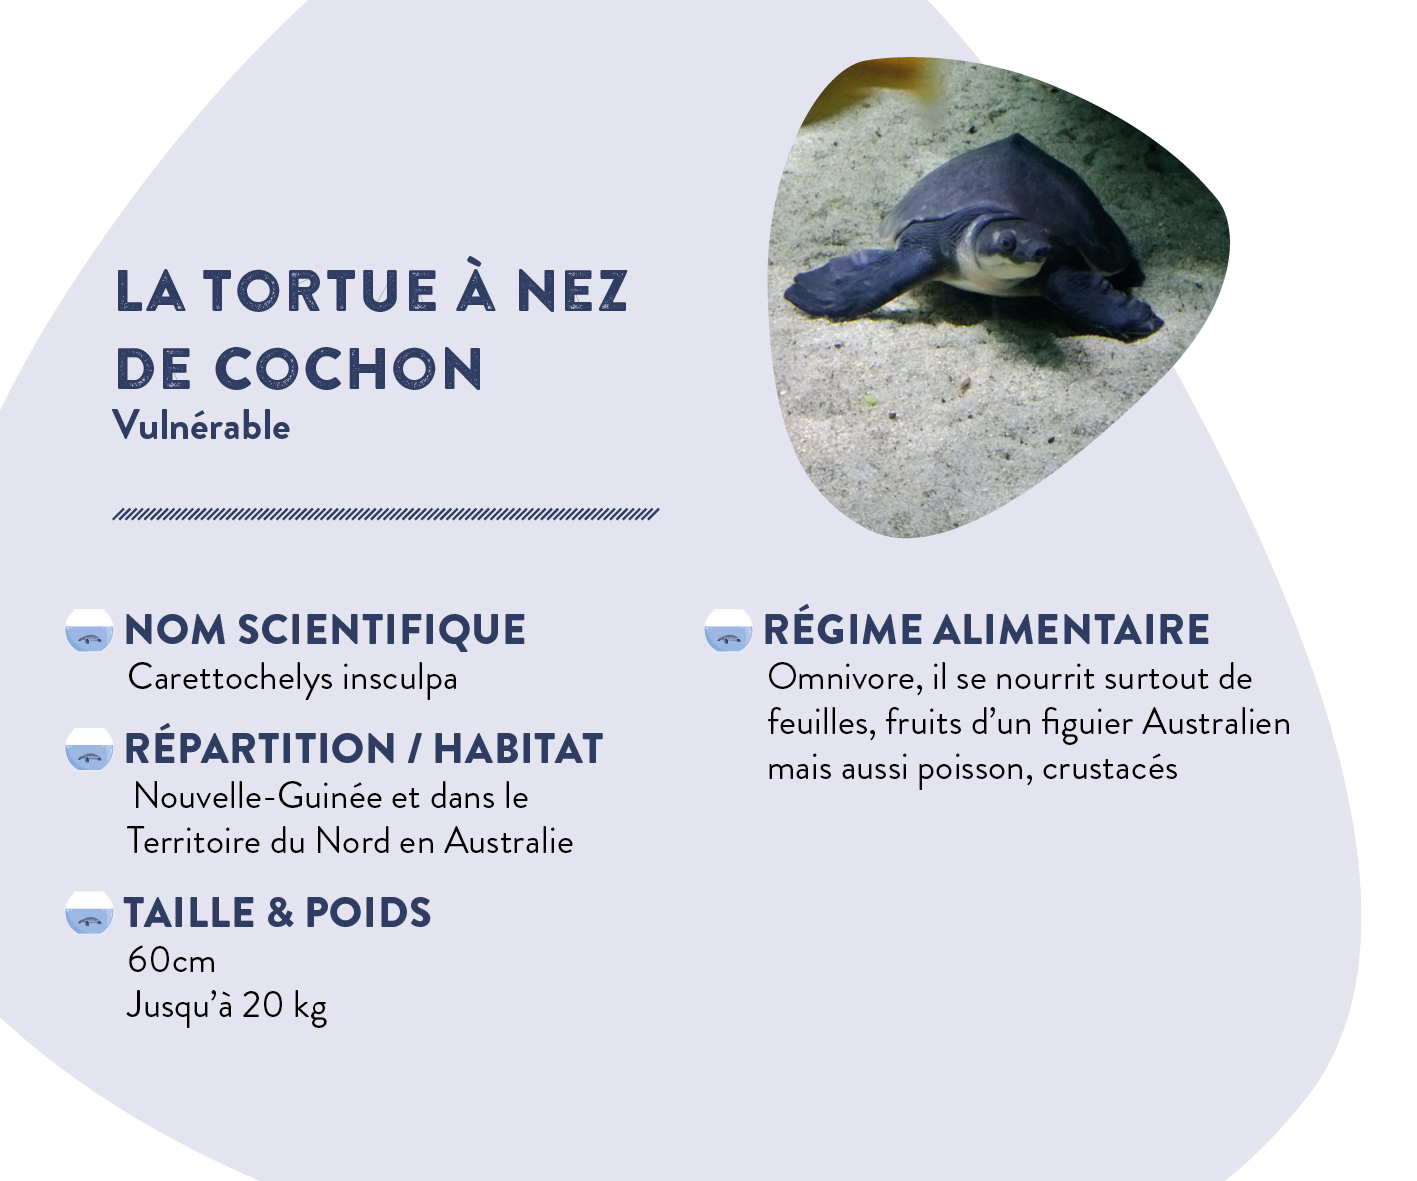 LA TORTUE À NEZ
DE COCHON
Vulnérable
NOM SCIENTIFIQUE
Carettochelys insculpa
RÉPARTITION / HABITAT
Nouvelle-Guinée et dans le
Territoire du Nord en Australie
TAILLE & POIDS
60cm
Jusqu’à 20 kg
RÉGIME ALIMENTAIRE
Omnivore, il se nourrit surtout de
feuilles, fruits d’un figuier Australien
mais aussi poisson, crustacés